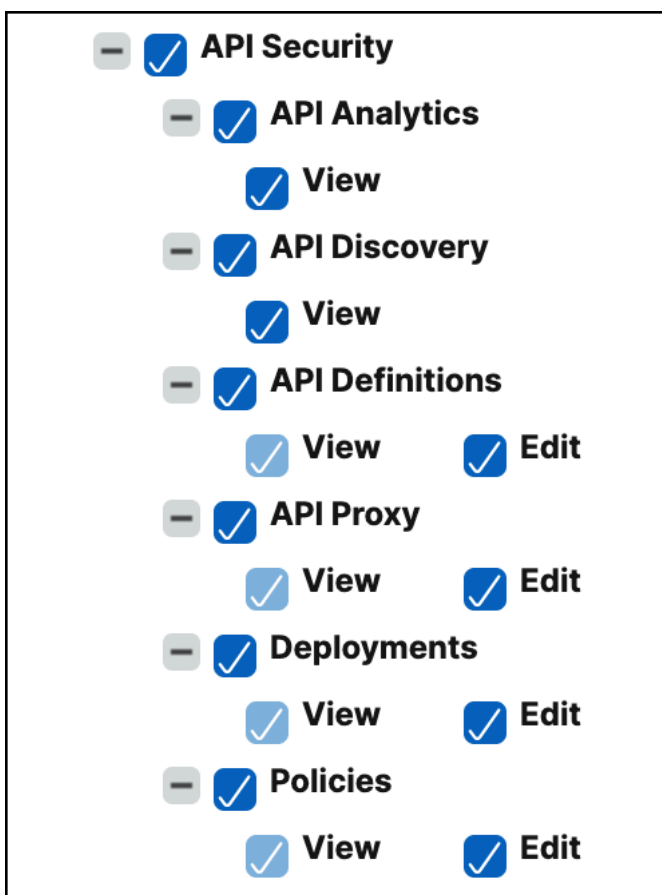 API Security
API Analytics
View
API Discovery
View
API Definitions
View Edit
API Proxy
View Edit
Deployments
View Edit
Policies
View Edit